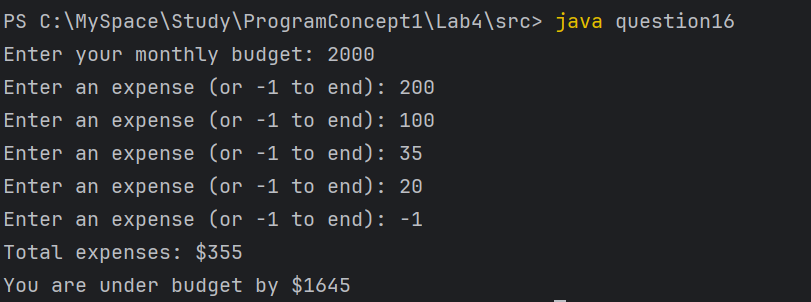 PS C:\MySpace\Study\ProgramConcept1\Lab4\src> java question16
Enter your monthly budget: 2000
Enter an expense (or -1 to end): 200
Enter an expense (or -1 to end): 100
Enter an expense (or -1 to end): 35
Enter an expense (or -1 to end): 20
Enter an expense (or -1 to end): -1
Total expenses: $355
You are under budget by $1645